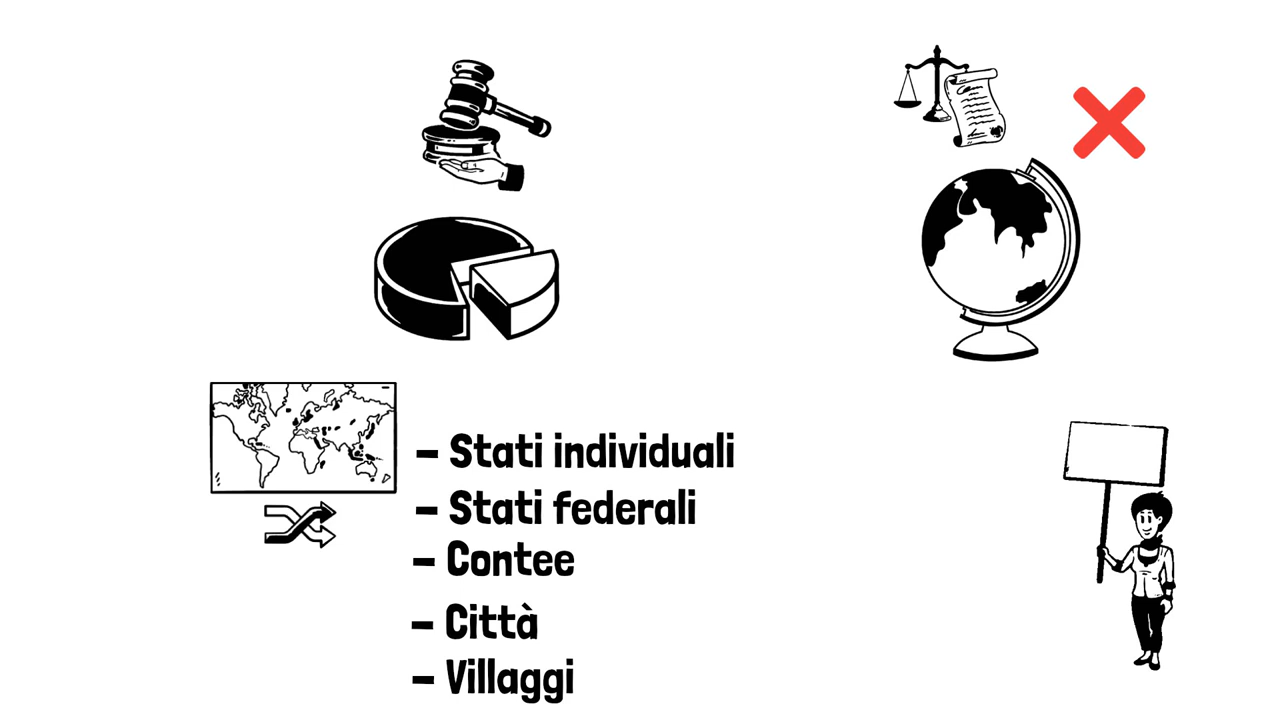 – Stati individuali
– Stati federali
– Contee
– Città
– Villaggi